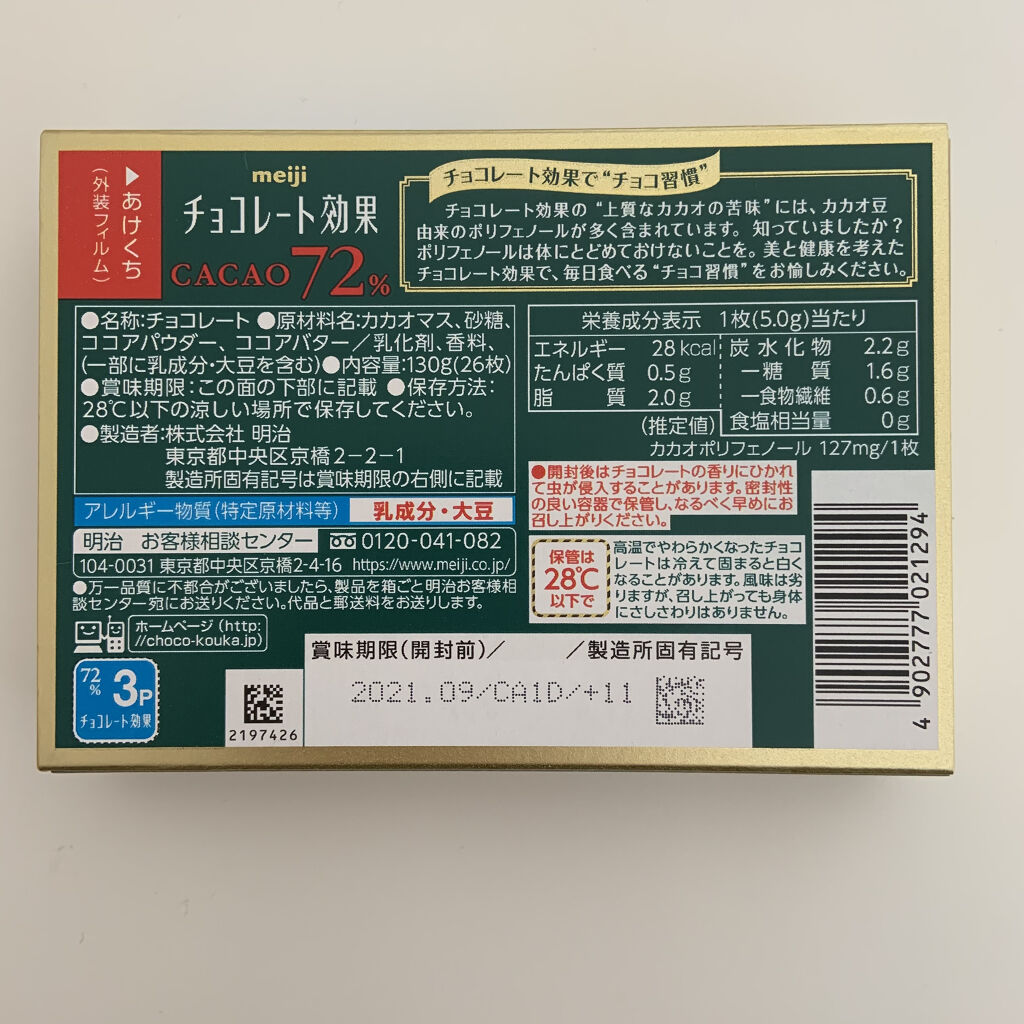 ▶あけくち
(外装フィルム)
meiji
チョコレート効果
CACAO72%
チョコレート効果で“チョコ習慣”
チョコレート効果の“上質なカカオの苦味”には、カカオ豆
由来のポリフェノールが多く含まれています。知っていましたか?
ポリフェノールは体にとどめておけないことを。美と健康を考えた
チョコレート効果で、毎日食べる“チョコ習慣”をお愉しみください。
●名称:チョコレート ●原材料名:カカオマス、砂糖、
ココアパウダー、ココアバター/乳化剤、香料、
(一部に乳成分・大豆を含む)●内容量:130g(26枚)
●賞味期限:この面の下部に記載 ●保存方法:
28℃以下の涼しい場所で保存してください。
●製造者:株式会社 明治
東京都中央区京橋2-2-1
製造所固有記号は賞味期限の右側に記載
アレルギー物質(特定原材料等) 乳成分・大豆
明治 お客様相談センター 0120-041-082
104-0031 東京都中央区京橋2-4-16 https://www.meiji.co.jp/
●万一品質に不都合がございましたら、製品を箱ごと明治お客様相
談センター宛にお送りください。代品と郵送料をお送りします。
ホームページ(http:
//choco-kouka.jp)
72% 3P
チョコレート効果
2197426
栄養成分表示 1枚(5.0g)当たり
エネルギー 28kcal
たんぱく質 0.5g
脂質 2.0g
炭水化物 2.2g
-糖質 1.6g
-食物繊維 0.6g
食塩相当量 0g
(推定値)
カカオポリフェノール 127mg/1枚
●開封後はチョコレートの香りにひかれ
て虫が侵入することがあります。密封性
の良い容器で保管し、なるべく早めにお
召し上がりください。
保管は
28℃
以下で
高温でやわらかくなったチョコ
レートは冷えて固まると白く
なることがあります。風味は劣
りますが、召し上がっても身体
にさしさわりはありません。
賞味期限(開封前)/ /製造所固有記号
2021.09/CA1D/+11
4 902777 021294